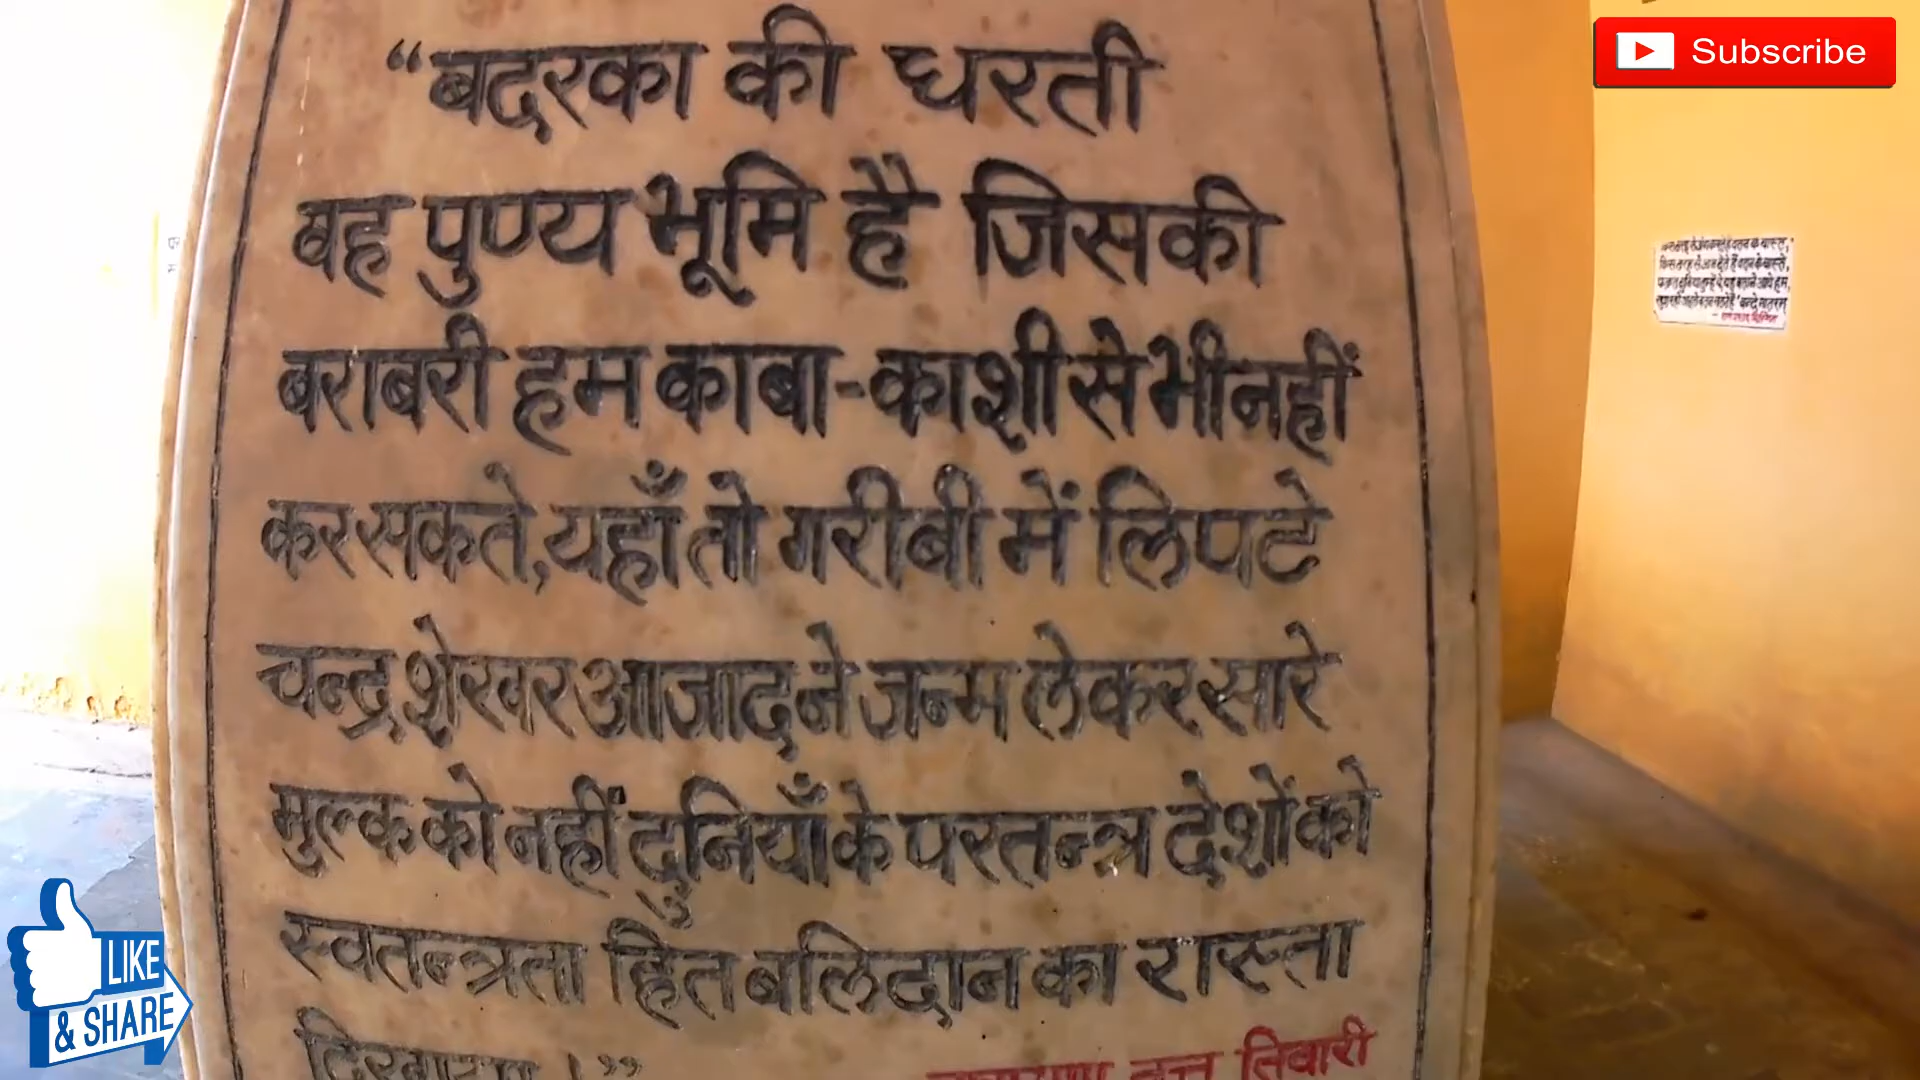 “बदरका की धरती
वह पुण्य भूमि है जिसकी
बराबरी हम काबा-काशी से भी नहीं
कर सकते, यहाँ तो गरीबी में लिपटे
चन्द्र शेखर आजाद ने जन्म लेकर सारे
मुल्क को नहीं दुनियाँ के परतन्त्र देशों को
स्वतन्त्रता हित बलिदान का रास्ता
तिवारी
Subscribe
LIKE
& SHARE